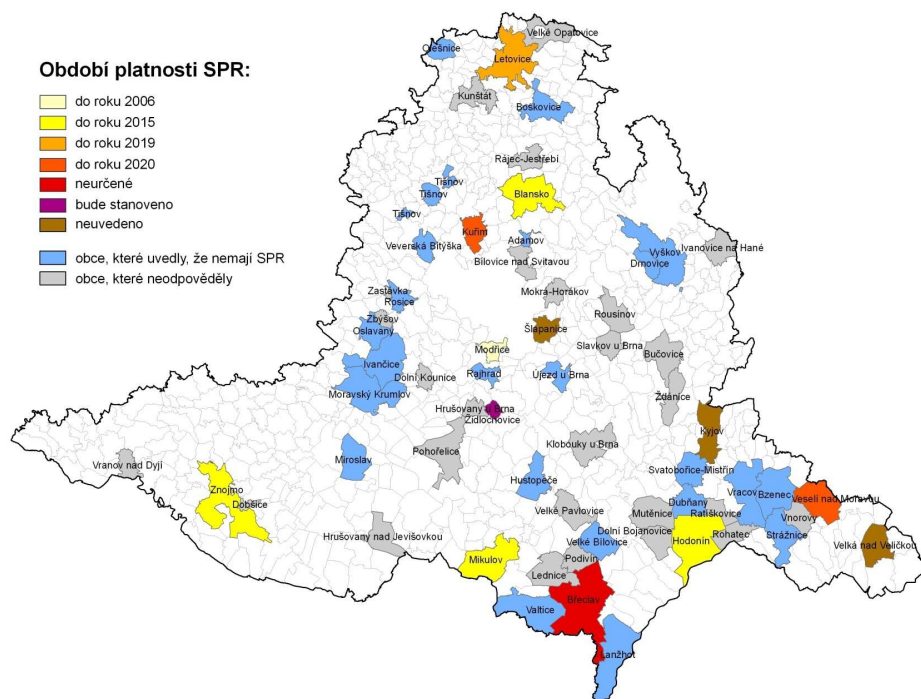 Období platnosti SPR:
do roku 2006
do roku 2015
do roku 2019
do roku 2020
neurčené
bude stanoveno
neuvedeno
obce, které uvedly, že nemají SPR
obce, které neodpověděly
Velké Opatovice
Olešnice
Letovice
Kunštát
Boskovice
Rájec-Jestřebí
Tišnov
Tišnov
Blansko
Tišnov
Kuřim
Veverská Bítýška
Adamov
Vyškov
Ivanovice na Hané
Drnovice
Bílovice nad Svitavou
Zastávka
Rosice
Mokrá-Horákov
Zbýšov
Rousínov
Oslavany
Šlapanice
Slavkov u Brna
Modřice
Bučovice
Ivančice
Rajhrad
Újezd u Brna
Dolní Kounice
Moravský Krumlov
Ždánice
Hrušovany u Brna
Židlochovice
Kyjov
Klobouky u Brna
Pohořelice
Miroslav
Vranov nad Dyjí
Svatobořice-Mistřín
Hustopeče
Znojmo
Vracov
Bzenec
Dobšice
Dubňany
Veselí nad Moravou
Velké Pavlovice
Mutěnice
Ratíškovice
Vnorovy
Dolní Bojanovice
Rohatec
Strážnice
Velká nad Veličkou
Hrušovany nad Jevišovkou
Velké Bílovice
Hodonín
Mikulov
Podivín
Lednice
Břeclav
Valtice
Lanžhot